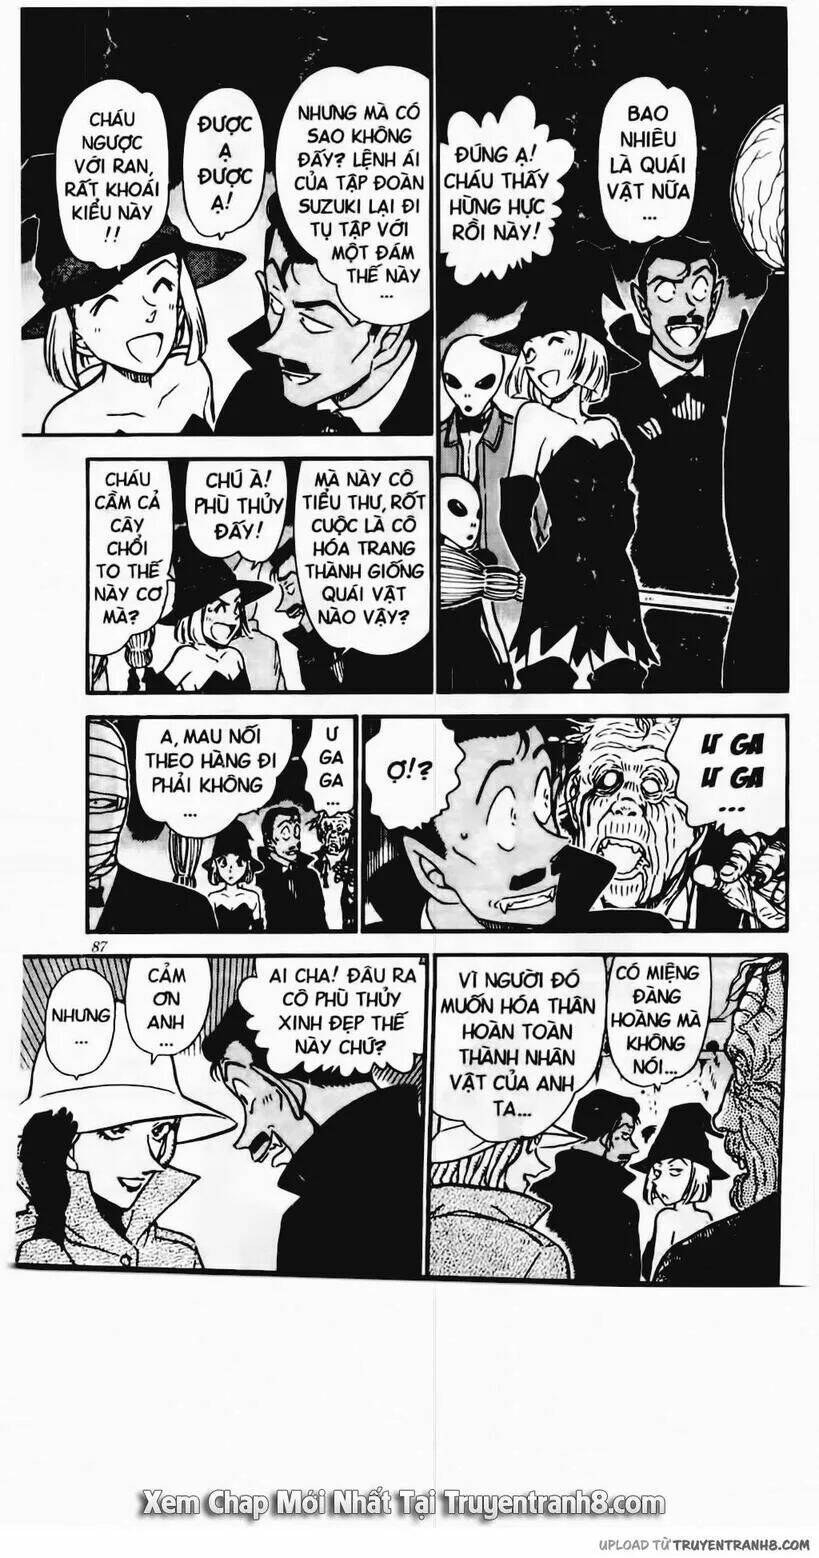 BAO
NHIÊU
LÀ QUÁI
VẬT NỮA
...
ĐÚNG Ạ!
CHÁU THẤY
HỪNG HỰC
RỒI NÀY!
NHƯNG MÀ CÓ
SAO KHÔNG
ĐẤY? LỆNH ÁI
CỦA TẬP ĐOÀN
SUZUKI LẠI ĐI
TỤ TẬP VỚI
MỘT ĐÁM
THẾ NÀY
...
ĐƯỢC
Ạ
ĐƯỢC
Ạ!
CHÁU
NGƯỢC
VỚI RAN,
RẤT KHOÁI
KIỂU NÀY
!!
MÀ NÀY CÔ
TIỂU THƯ, RỐT
CUỘC LÀ CÔ
HÓA TRANG
THÀNH GIỐNG
QUÁI VẬT
NÀO VẬY?
CHÚ À!
PHÙ THỦY
ĐẤY!
CHÁU
CẦM CẢ
CÂY
CHỔI
TO THẾ
NÀY CƠ
MÀ?
Ư GA
Ư GA
...
Ợ!?
Ư
GA
GA
...
A, MAU NỐI
THEO HÀNG ĐI
PHẢI KHÔNG
...
87
CÓ MIỆNG
ĐÀNG
HOÀNG MÀ
KHÔNG
NÓI...
VÌ NGƯỜI ĐÓ
MUỐN HÓA THÂN
HOÀN TOÀN
THÀNH NHÂN
VẬT CỦA ANH
TA...
AI CHA! ĐÂU RA
CÔ PHÙ THỦY
XINH ĐẸP THẾ
NÀY CHỨ?
CẢM
ƠN
ANH
...
NHƯNG
...
Xem Chap Mới Nhất Tại Truyentranh8.com
UPLOAD TỪ TRUYENTRANH8.COM